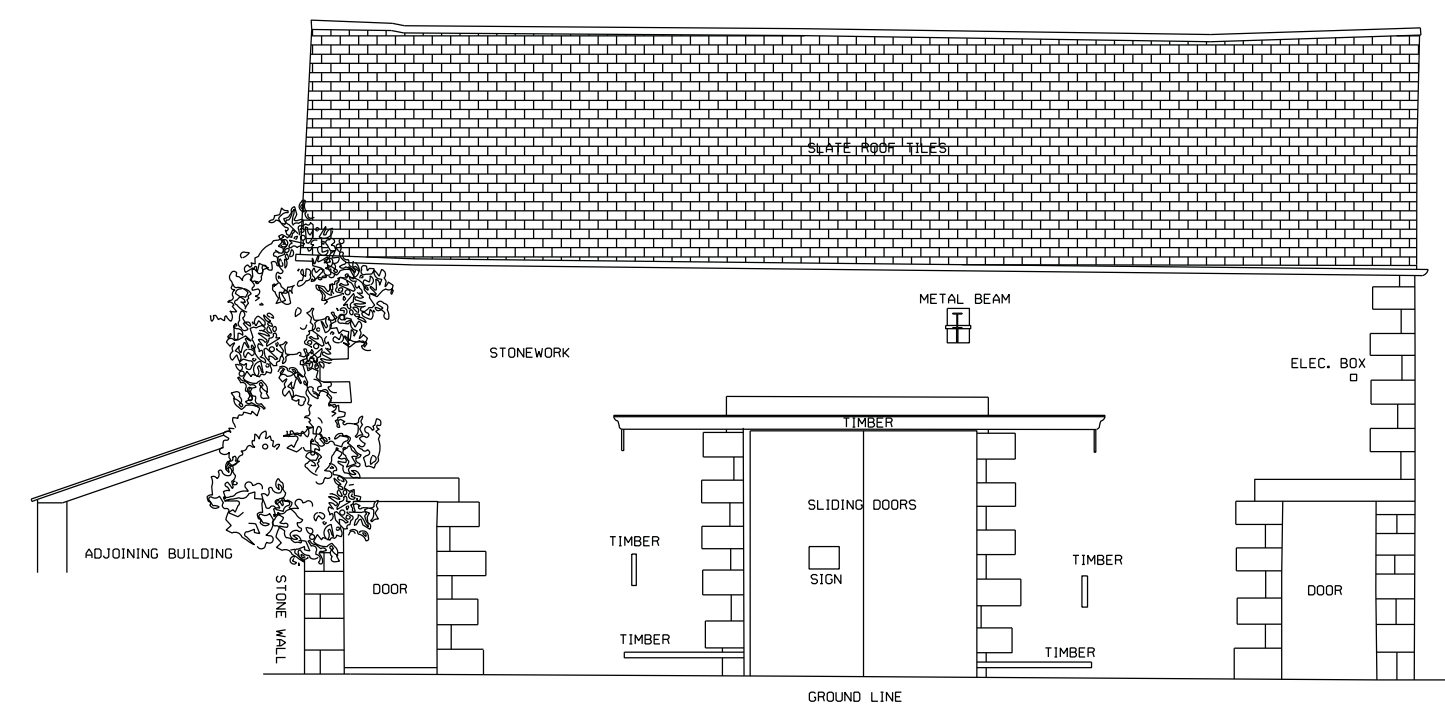 SLATE ROOF TILES
METAL BEAM
STONEWORK
ELEC. BOX
TIMBER
SLIDING DOORS
TIMBER
ADJOINING BUILDING
TIMBER
SIGN
DOOR
DOOR
STONE WALL
TIMBER
TIMBER
GROUND LINE